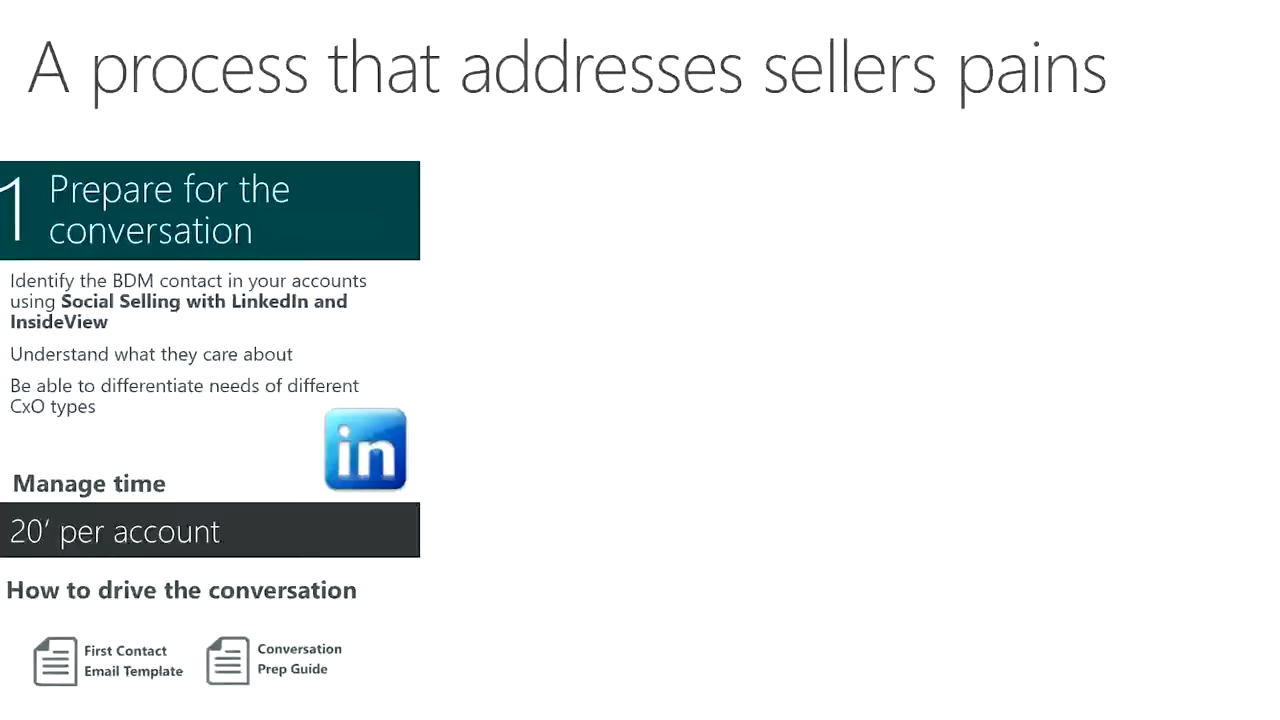 A process that addresses sellers pains
1
Prepare for the
conversation
Identify the BDM contact in your accounts
using Social Selling with LinkedIn and
InsideView
Understand what they care about
Be able to differentiate needs of different
CxO types
in
Manage time
20’ per account
How to drive the conversation
First Contact
Email Template
Conversation
Prep Guide